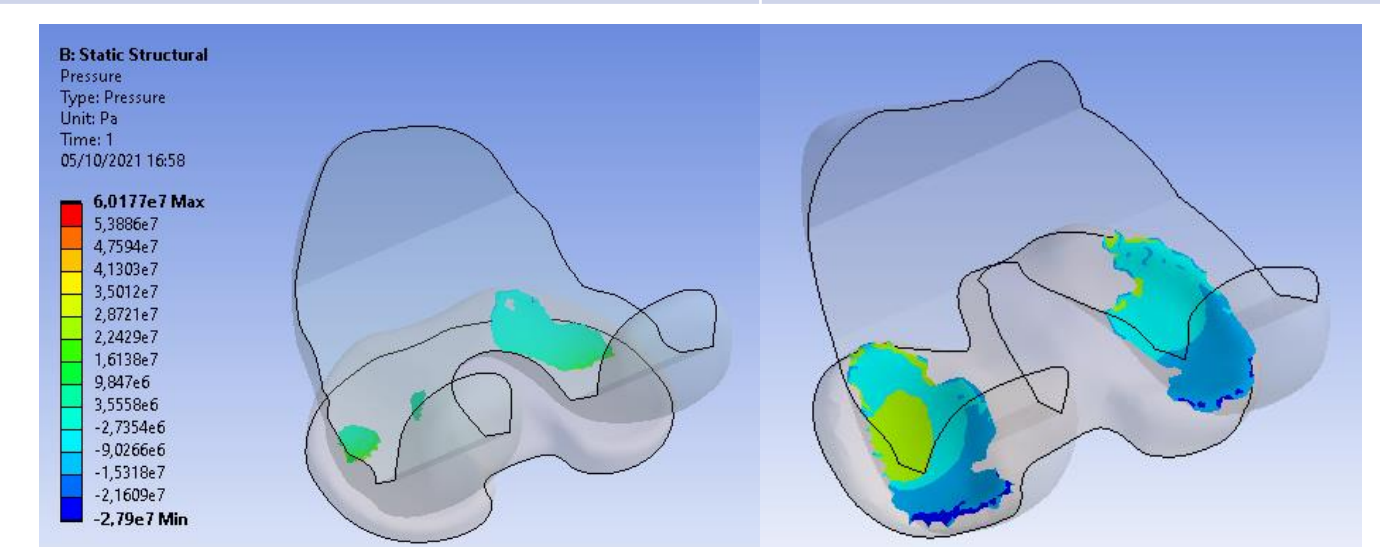 B: Static Structural
Pressure
Type: Pressure
Unit: Pa
Time: 1
05/10/2021 16:58
6,0177e7 Max
5,3886e7
4,7594e7
4,1303e7
3,5012e7
2,8721e7
2,2429e7
1,6138e7
9,847e6
3,5558e6
-2,7354e6
-9,0266e6
-1,5318e7
-2,1609e7
-2,79e7 Min